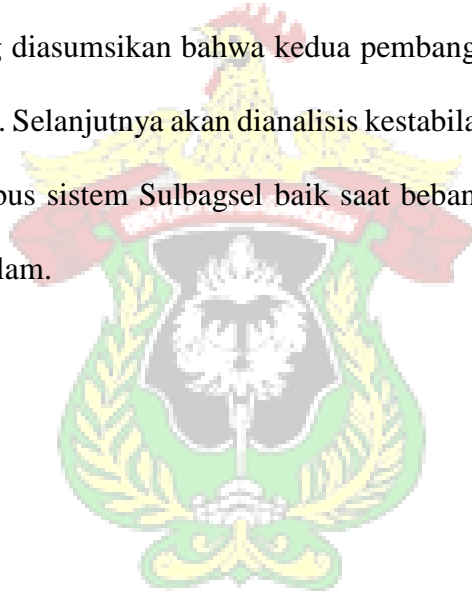 diasumsikan bahwa kedua pembang
. Selanjutnya akan dianalisis kestabila
bus sistem Sulbagsel baik saat beban
lam.